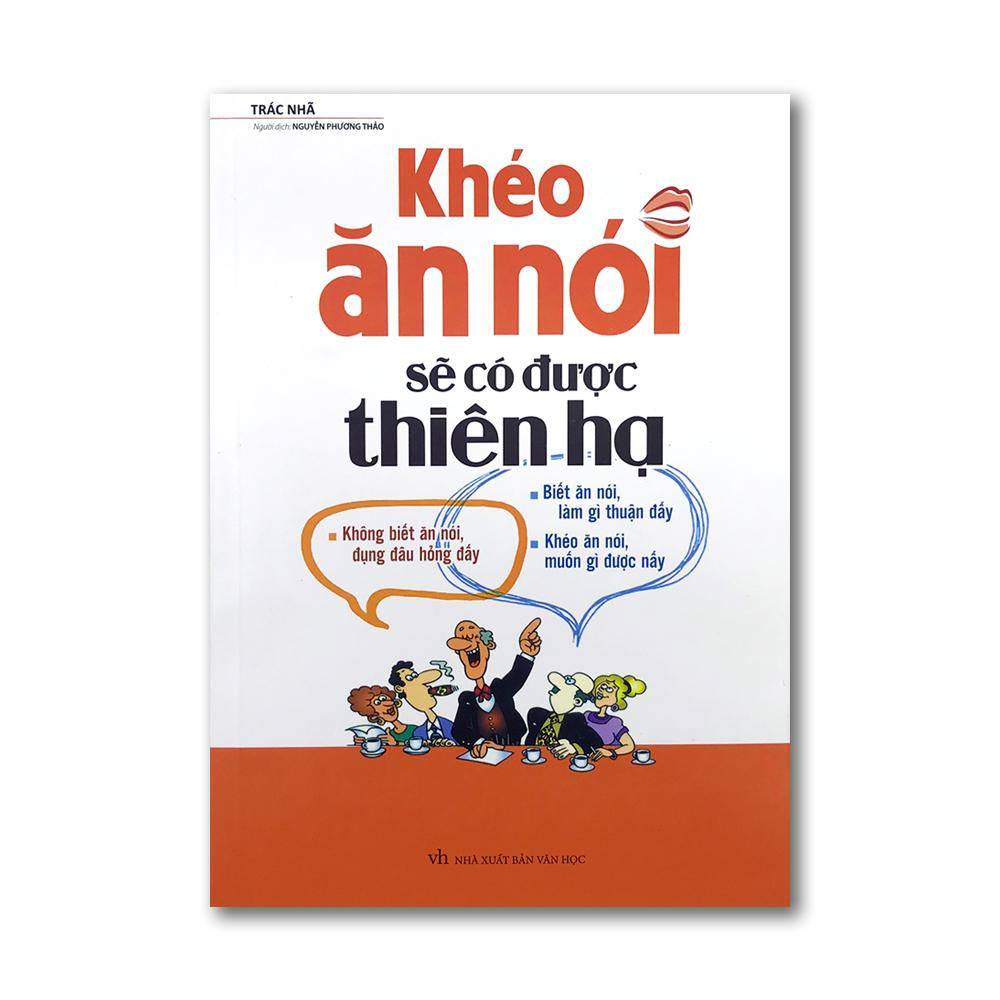 TRÁC NHÃ
Người dịch: NGUYỄN PHƯƠNG THẢO
Khéo
ăn nói
sẽ có được
thiên hạ
▪ Biết ăn nói,
làm gì thuận đấy
▪ Không biết ăn nói,
đụng đâu hỏng đấy
▪ Khéo ăn nói,
muốn gì được nấy
vh NHÀ XUẤT BẢN VĂN HỌC